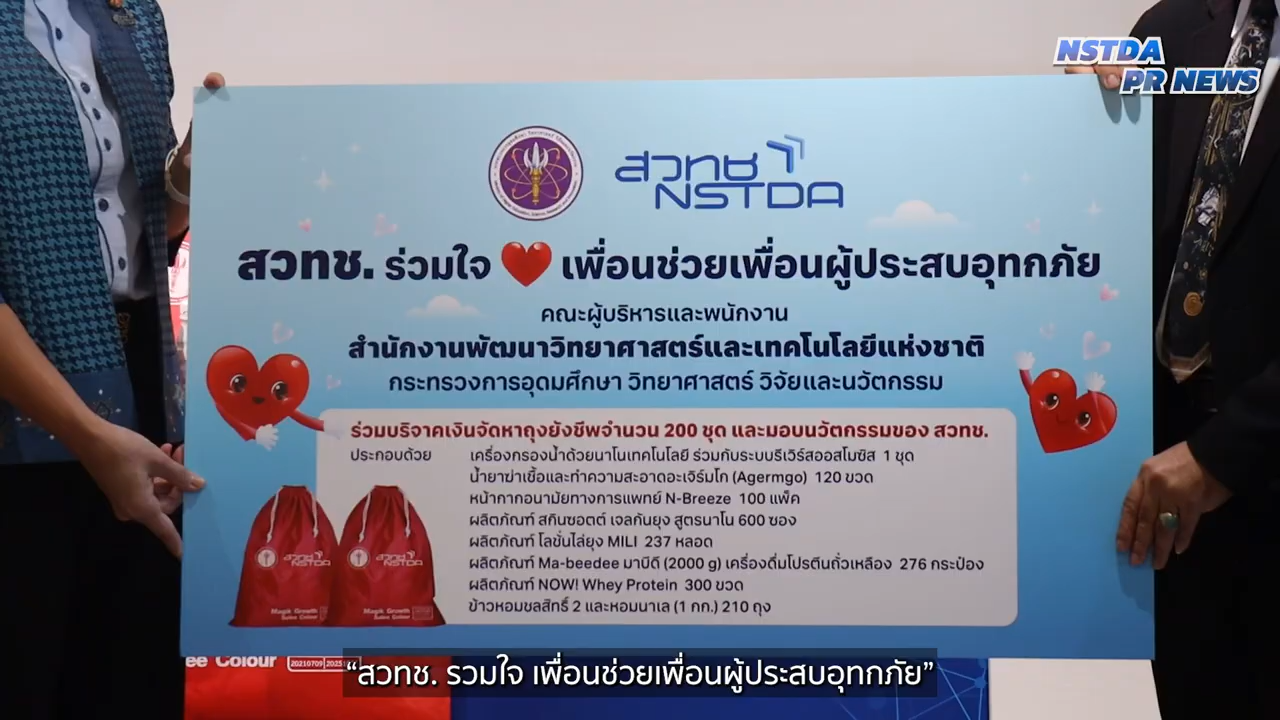 NSTDA
PR NEWS
สวทช
NSTDA
สวทช. ร่วมใจ เพื่อนช่วยเพื่อนผู้ประสบอุทกภัย
คณะผู้บริหารและพนักงาน
สำนักงานพัฒนาวิทยาศาสตร์และเทคโนโลยีแห่งชาติ
กระทรวงการอุดมศึกษา วิทยาศาสตร์ วิจัยและนวัตกรรม
ร่วมบริจาคเงินจัดหาถุงยังชีพจำนวน 200 ชุด และมอบนวัตกรรมของ สวทช.
ประกอบด้วย เครื่องกรองน้ำด้วยนาโนเทคโนโลยี ร่วมกับระบบรีเวิร์สออสโมซิส 1 ชุด
น้ำยาฆ่าเชื้อและทำความสะอาดอะเจิร์มโก (Agermgo) 120 ขวด
หน้ากากอนามัยทางการแพทย์ N-Breeze 100 แพ็ค
ผลิตภัณฑ์ สกินซอตต์ เจลกันยุง สูตรนาโน 600 ซอง
ผลิตภัณฑ์ โลชั่นไล่ยุง MILI 237 หลอด
ผลิตภัณฑ์ Ma-beedee มาบีดี (2000 g) เครื่องดื่มโปรตีนถั่วเหลือง 276 กระป๋อง
ผลิตภัณฑ์ NOW! Whey Protein 300 ขวด
ข้าวหอมชลสิทธิ์ 2 และหอมนาเล (1 กก.) 210 ถุง
สวทช
NSTDA
สวทช
NSTDA
Magik Growth
Magik Growth
ee Colour
“สวทช. รวมใจ เพื่อนช่วยเพื่อนผู้ประสบอุทกภัย”